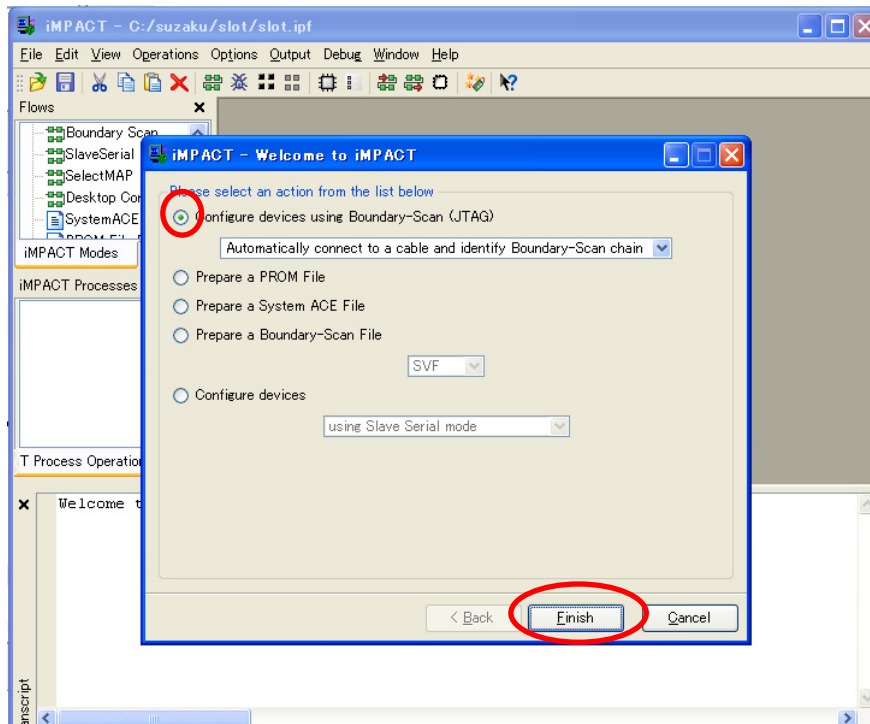 iMPACT - C:/suzaku/slot/slot.ipf
File Edit View Operations Options Output Debug Window Help
Flows
Boundary Scan
SlaveSerial
SelectMAP
Desktop Con
SystemACE
iMPACT Modes
iMPACT Processes
T Process Operation
iMPACT - Welcome to iMPACT
Please select an action from the list below
Configure devices using Boundary-Scan (JTAG)
Automatically connect to a cable and identify Boundary-Scan chain
Prepare a PROM File
Prepare a System ACE File
Prepare a Boundary-Scan File
SVF
Configure devices
using Slave Serial mode
< Back Finish Cancel
Welcome t
anscript